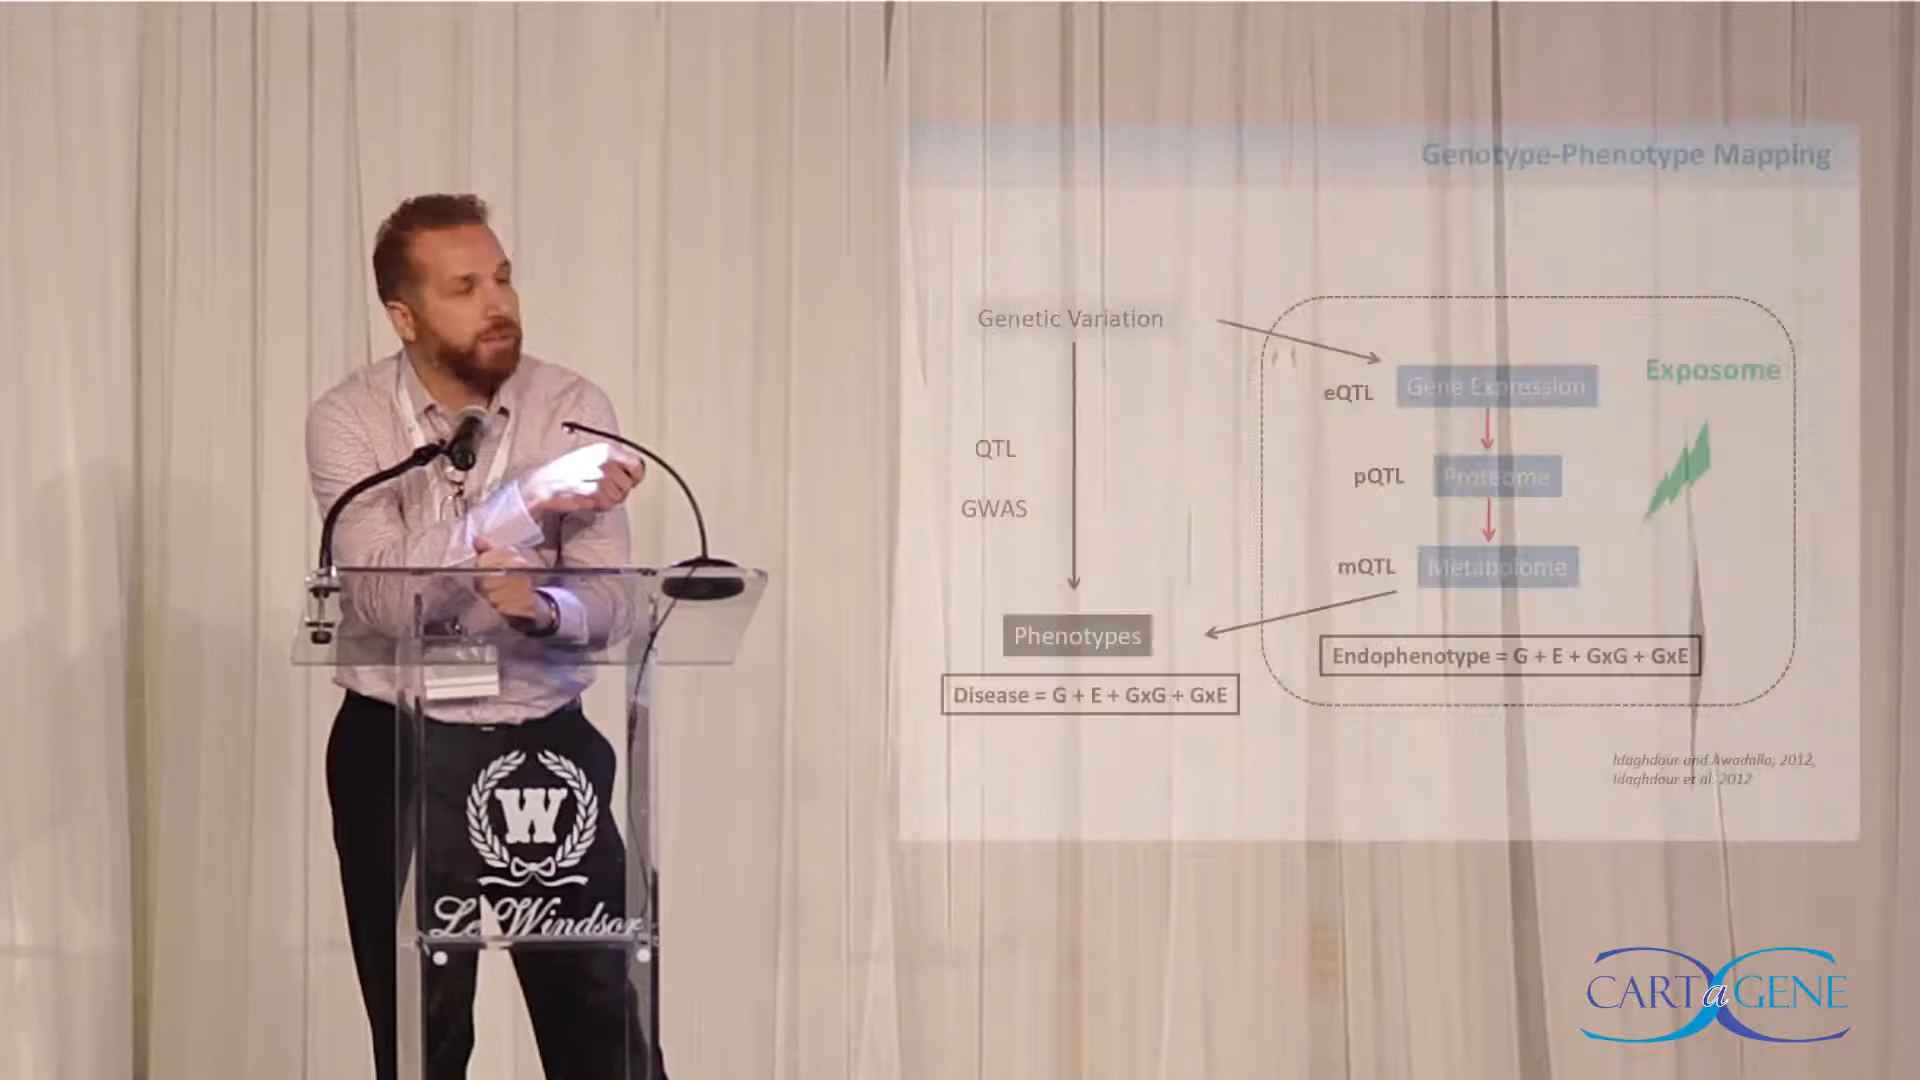 Genotype-Phenotype Mapping
Genetic Variation
QTL
GWAS
Phenotypes
Disease = G + E + GxG + GxE
eQTL
Gene Expression
pQTL
Proteome
mQTL
Metabolome
Exposome
Endophenotype = G + E + GxG + GxE
Idaghdour and Awadalla, 2012,
Idaghdour et al. 2012
W
Le Windsor
CARTaGENE